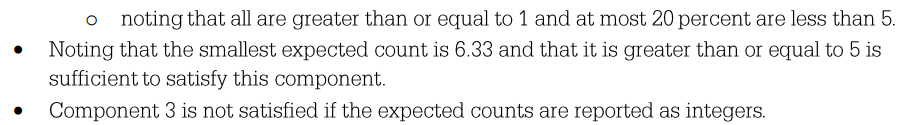 o noting that all are greater than or equal to 1 and at most 20 percent are less than 5.
• Noting that the smallest expected count is 6.33 and that it is greater than or equal to 5 is
sufficient to satisfy this component.
• Component 3 is not satisfied if the expected counts are reported as integers.